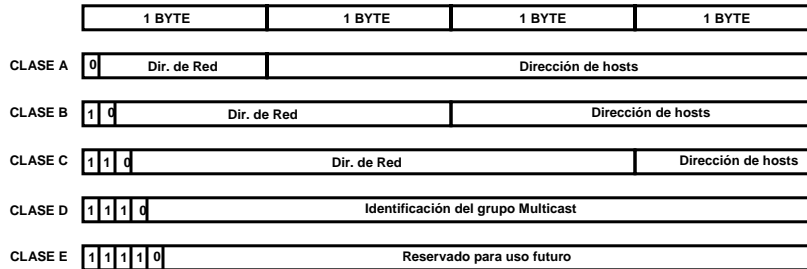 1 BYTE 1 BYTE 1 BYTE 1 BYTE
CLASE A 0 Dir. de Red Dirección de hosts
CLASE B 1 0 Dir. de Red Dirección de hosts
CLASE C 1 1 0 Dir. de Red Dirección de hosts
CLASE D 1 1 1 0 Identificación del grupo Multicast
CLASE E 1 1 1 1 0 Reservado para uso futuro